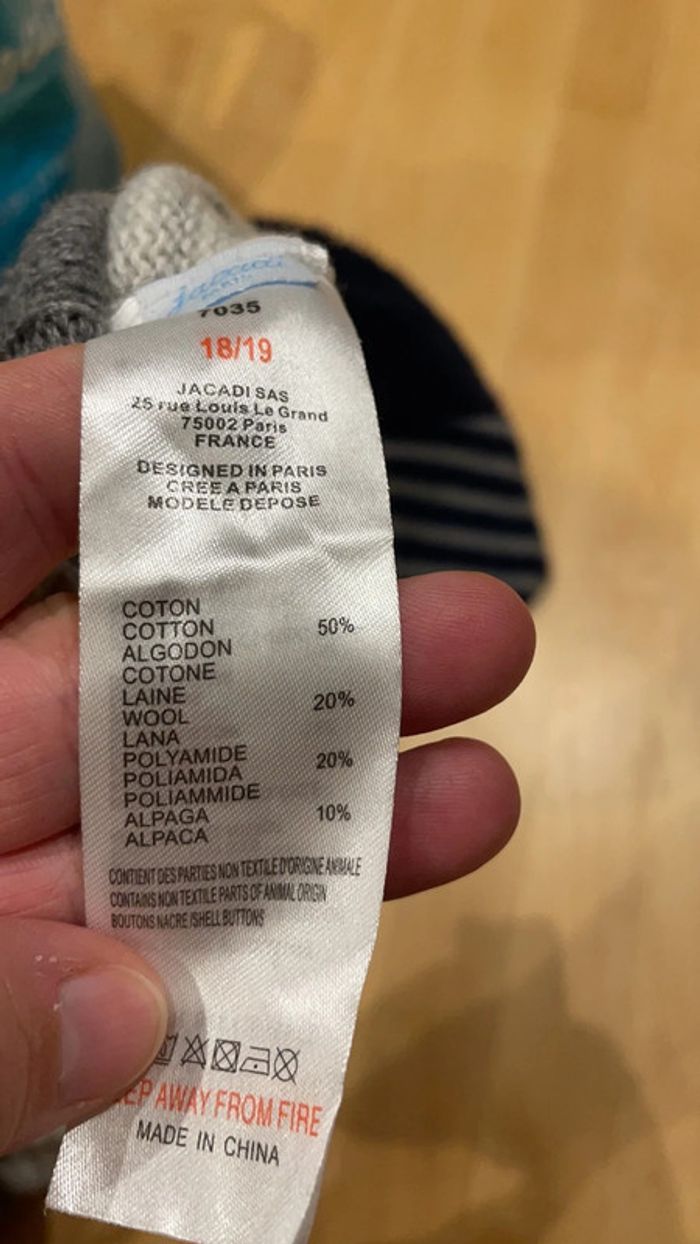 Jacadi
PARIS
7035
18/19
JACADI SAS
25 rue Louis Le Grand
75002 Paris
FRANCE
DESIGNED IN PARIS
CREE A PARIS
MODELE DEPOSE
COTON
COTTON 50%
ALGODON
COTONE
LAINE 20%
WOOL
LANA
POLYAMIDE 20%
POLIAMIDA
POLIAMMIDE
ALPAGA 10%
ALPACA
CONTIENT DES PARTIES NON TEXTILE D'ORIGINE ANIMALE
CONTAINS NON TEXTILE PARTS OF ANIMAL ORIGIN
BOUTONS NACRE /SHELL BUTTONS
AWAY FROM FIRE
MADE IN CHINA